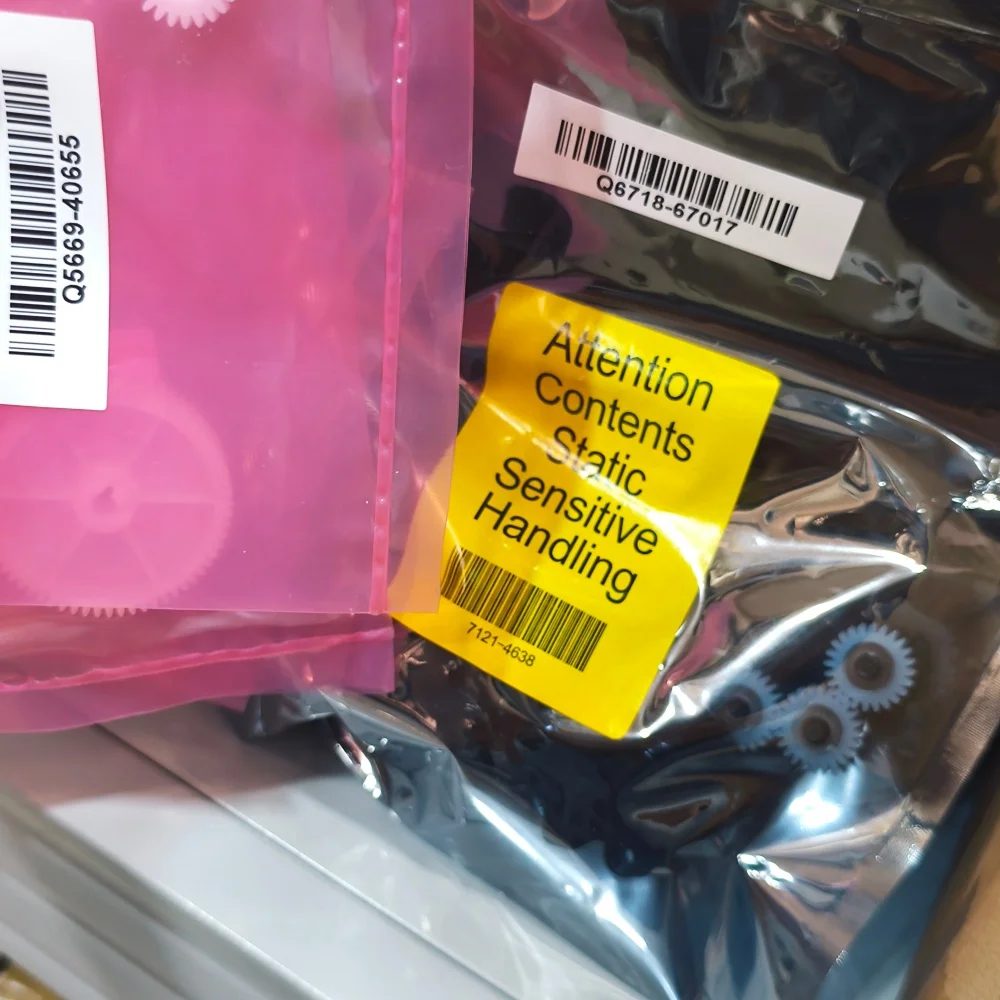 Q5669-40655
Q6718-67017
Attention
Contents
Static
Sensitive
Handling
7121-4638